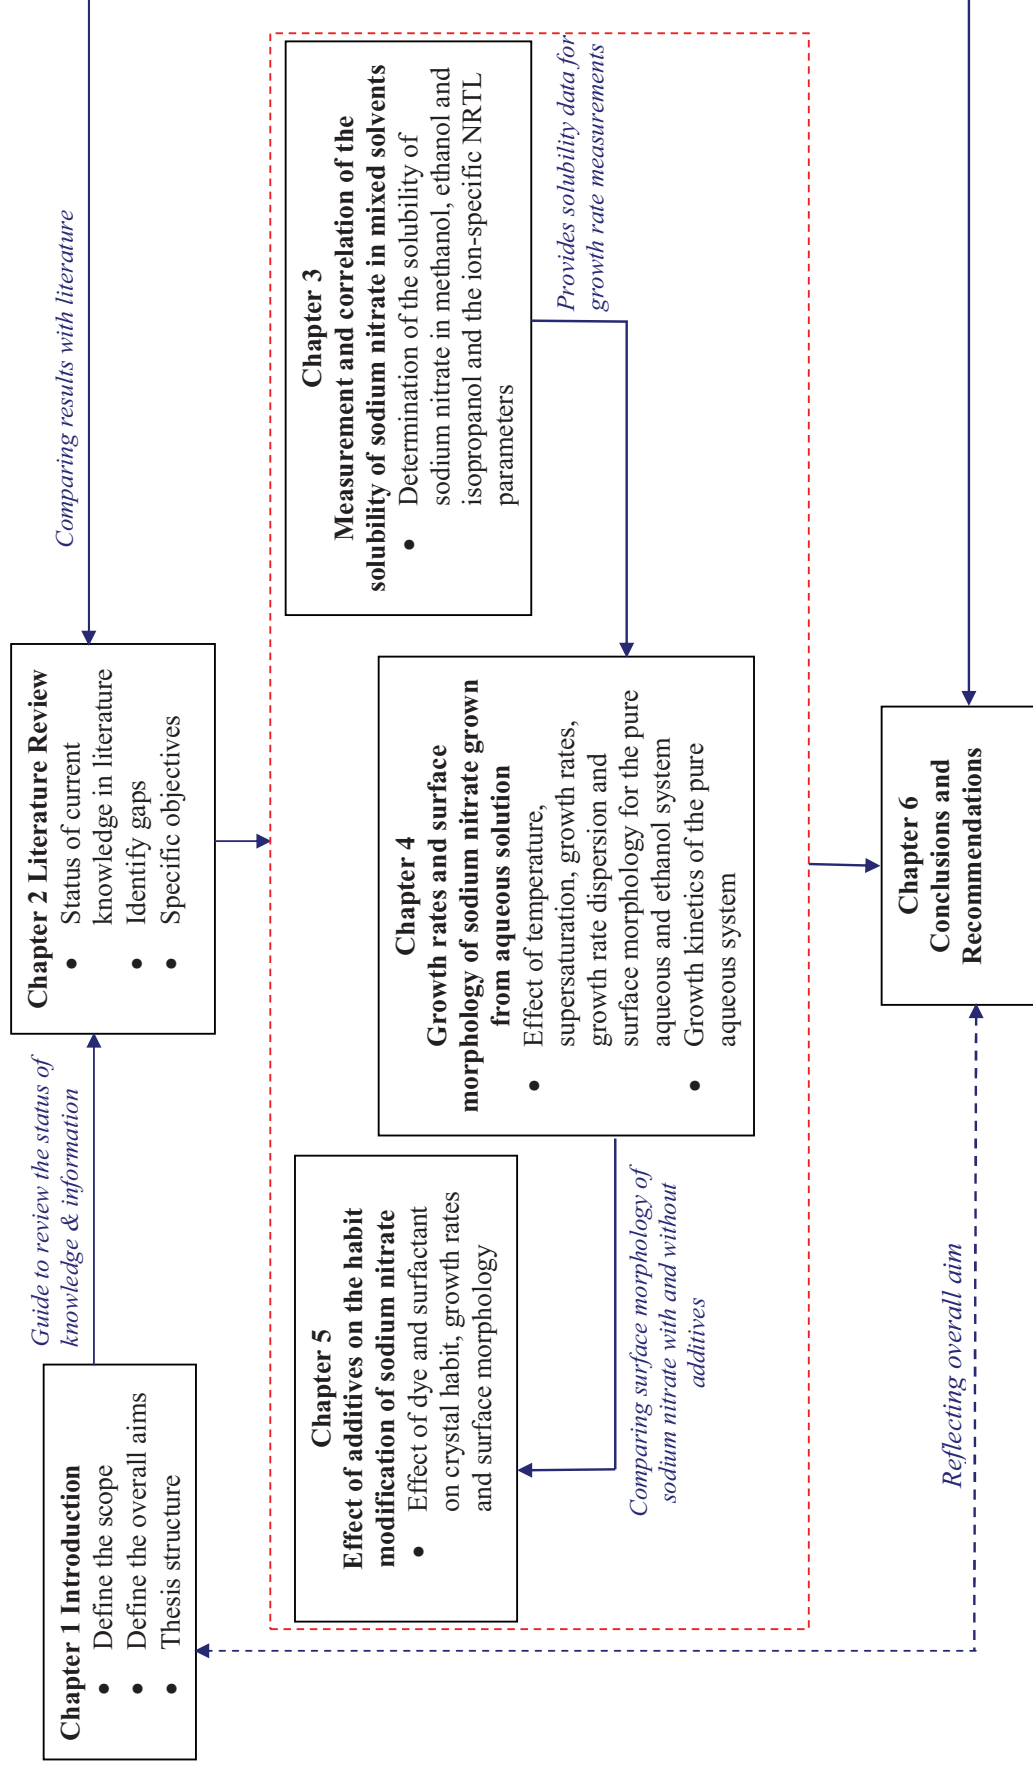 Chapter 1 Introduction
• Define the scope
• Define the overall aims
• Thesis structure
Guide to review the status of
knowledge & information
Chapter 2 Literature Review
• Status of current
knowledge in literature
• Identify gaps
• Specific objectives
Comparing results with literature
Chapter 5
Effect of additives on the habit
modification of sodium nitrate
• Effect of dye and surfactant
on crystal habit, growth rates
and surface morphology
Comparing surface morphology of
sodium nitrate with and without
additives
Chapter 4
Growth rates and surface
morphology of sodium nitrate grown
from aqueous solution
• Effect of temperature,
supersaturation, growth rates,
growth rate dispersion and
surface morphology for the pure
aqueous and ethanol system
• Growth kinetics of the pure
aqueous system
Chapter 3
Measurement and correlation of the
solubility of sodium nitrate in mixed solvents
• Determination of the solubility of
sodium nitrate in methanol, ethanol and
isopropanol and the ion-specific NRTL
parameters
Provides solubility data for
growth rate measurements
Reflecting overall aim
Chapter 6
Conclusions and
Recommendations